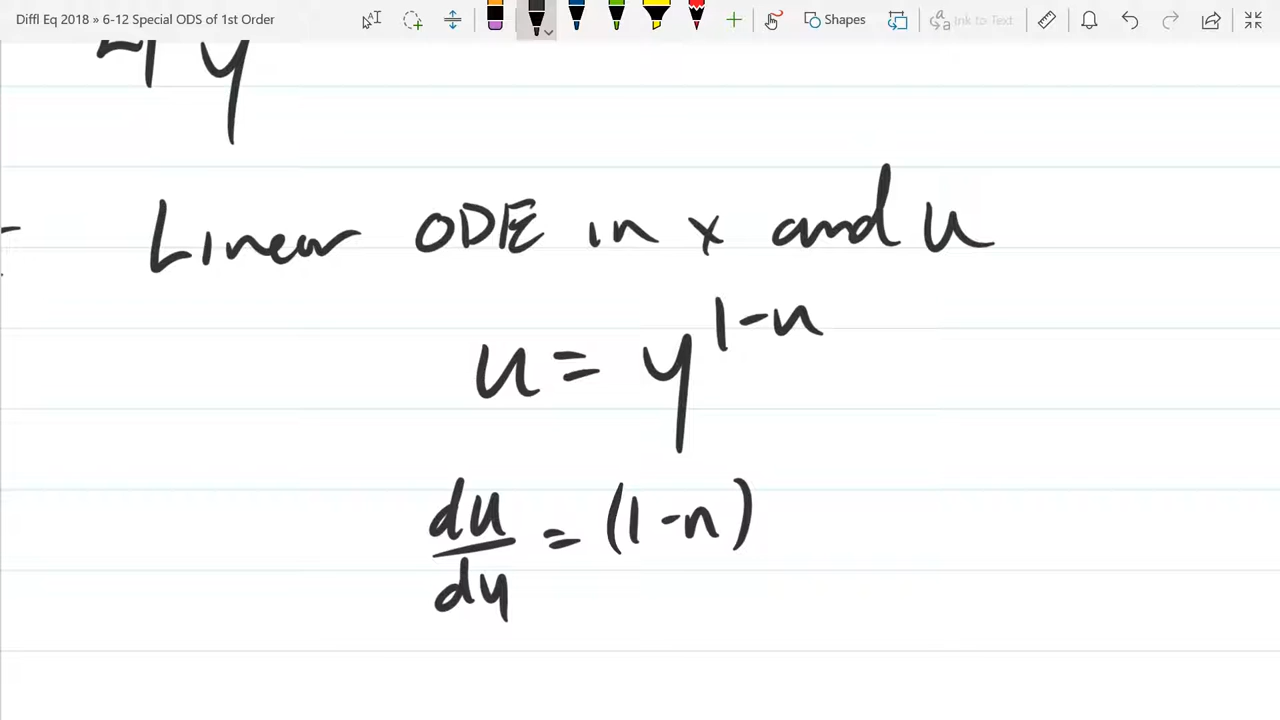 Diffl Eq 2018 » 6-12 Special ODS of 1st Order
Shapes
Ink to Text
y
Linear ODE in x and u
u = y^{1-n}
du/dy = (1-n)